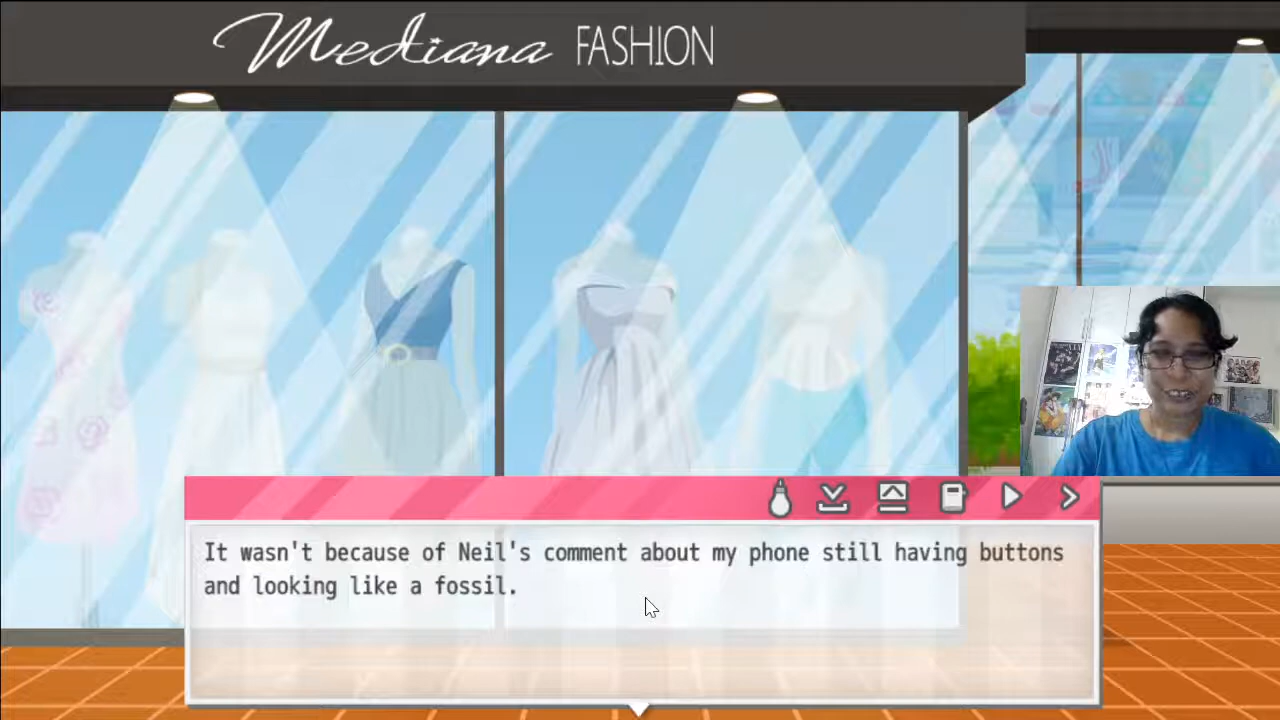 Mediana FASHION
It wasn't because of Neil's comment about my phone still having buttons
and looking like a fossil.